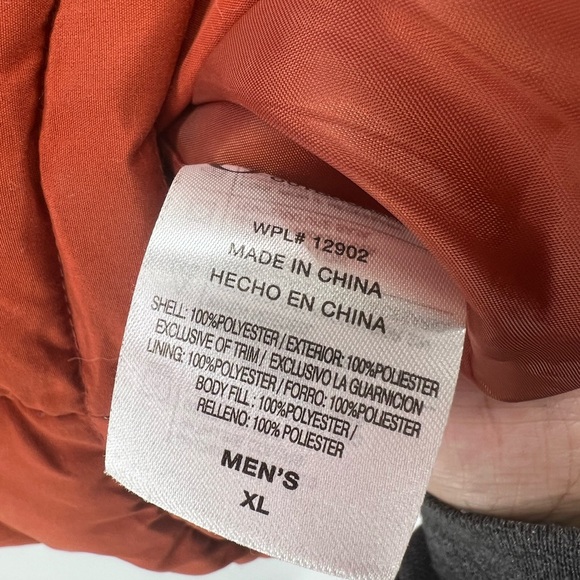 WPL# 12902
MADE IN CHINA
HECHO EN CHINA
SHELL: 100%POLYESTER / EXTERIOR: 100%POLIESTER
EXCLUSIVE OF TRIM / EXCLUSIVO LA GUARNICION
LINING: 100%POLYESTER / FORRO: 100%POLIESTER
BODY FILL : 100%POLYESTER /
RELLENO: 100% POLIESTER
MEN'S
XL